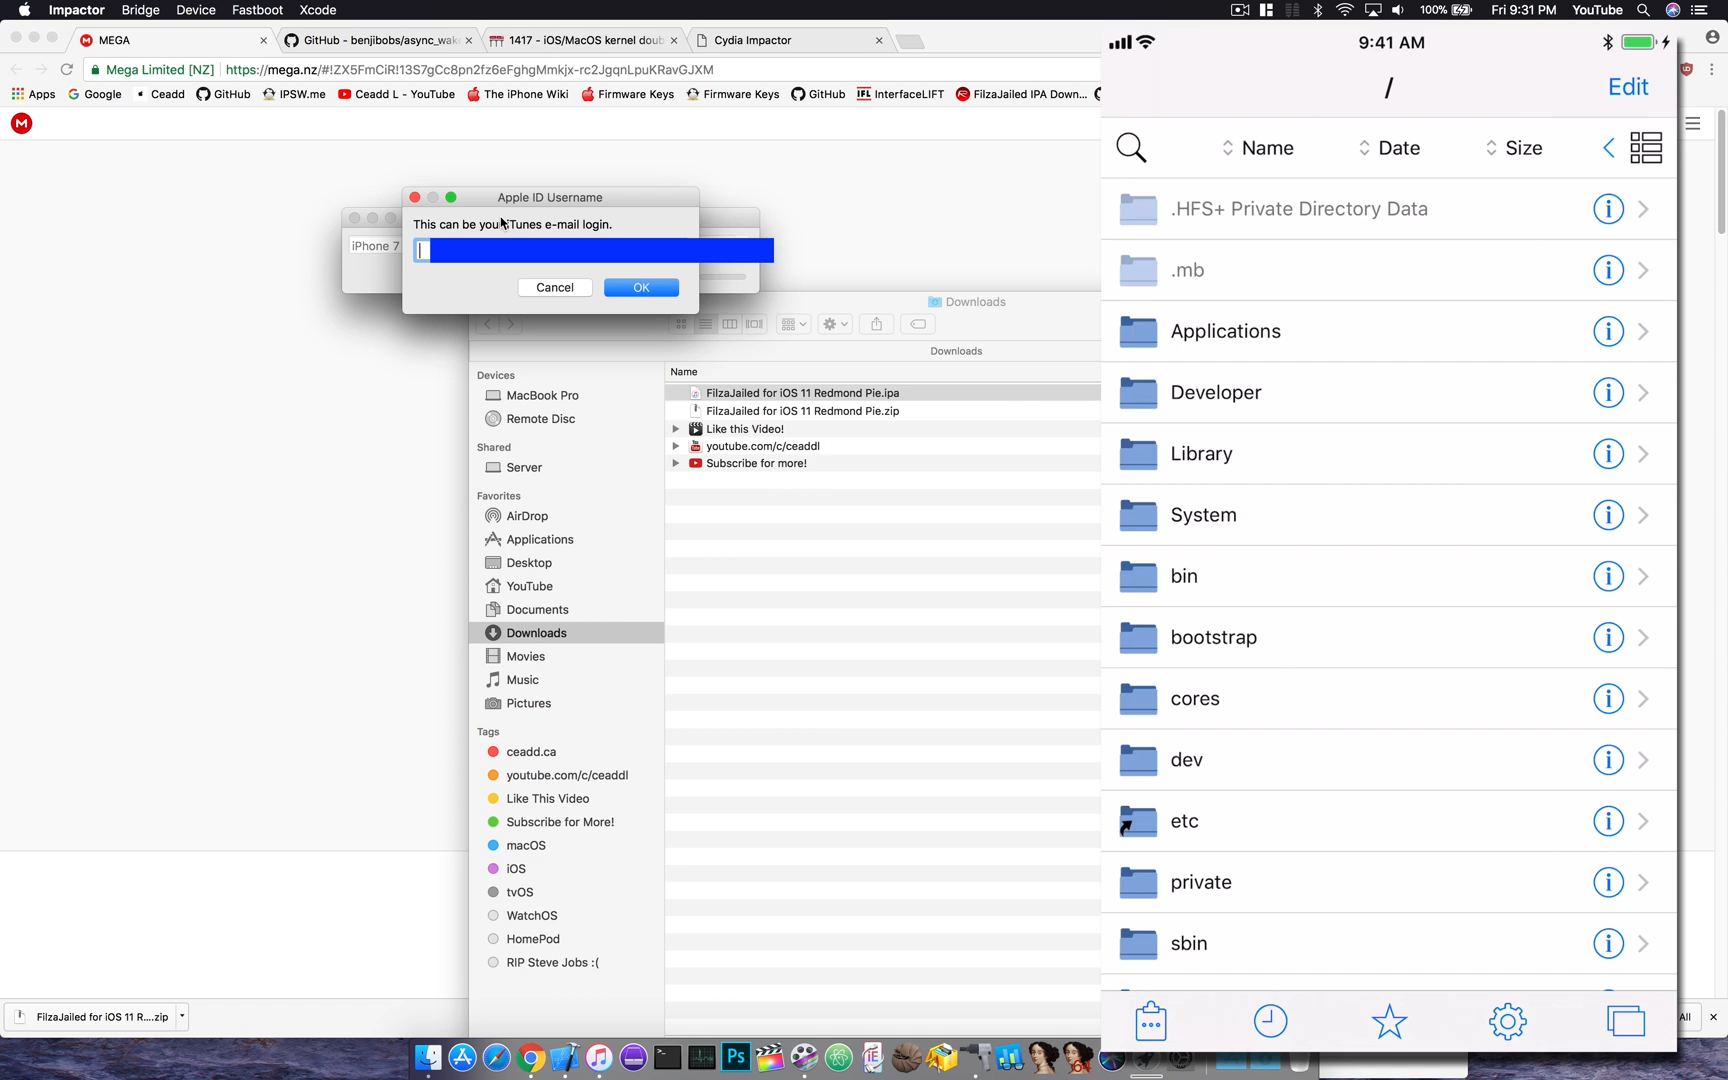 Impactor Bridge Device Fastboot Xcode
100% Fri 9:31 PM YouTube
MEGA
GitHub - benjibobs/async_wake
1417 - iOS/MacOS kernel doub
Cydia Impactor
Mega Limited [NZ] https://mega.nz/#!ZX5FmCiR!13S7gCc8pn2fz6eFghgMmkjx-rc2JgqnLpuKRavGJXM
Apps Google Ceadd GitHub IPSW.me Ceadd L - YouTube The iPhone Wiki Firmware Keys Firmware Keys GitHub InterfaceLIFT FilzaJailed IPA Down...
Apple ID Username
This can be your iTunes e-mail login.
iPhone 7
Cancel OK
Downloads
Downloads
Name
FilzaJailed for iOS 11 Redmond Pie.ipa
FilzaJailed for iOS 11 Redmond Pie.zip
Like this Video!
youtube.com/c/ceaddl
Subscribe for more!
Devices
MacBook Pro
Remote Disc
Shared
Server
Favorites
AirDrop
Applications
Desktop
YouTube
Documents
Downloads
Movies
Music
Pictures
Tags
ceadd.ca
youtube.com/c/ceaddl
Like This Video
Subscribe for More!
macOS
iOS
tvOS
WatchOS
HomePod
RIP Steve Jobs :(
9:41 AM
/
Edit
Name Date Size
.HFS+ Private Directory Data
.mb
Applications
Developer
Library
System
bin
bootstrap
cores
dev
etc
private
sbin
FilzaJailed for iOS 11 R....zip
All
Ps